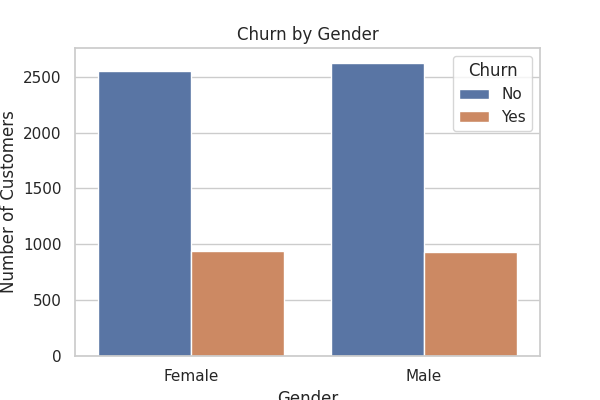 Churn by Gender
Churn
No
Yes
Number of Customers
2500
2000
1500
1000
500
0
Female
Male
Gender